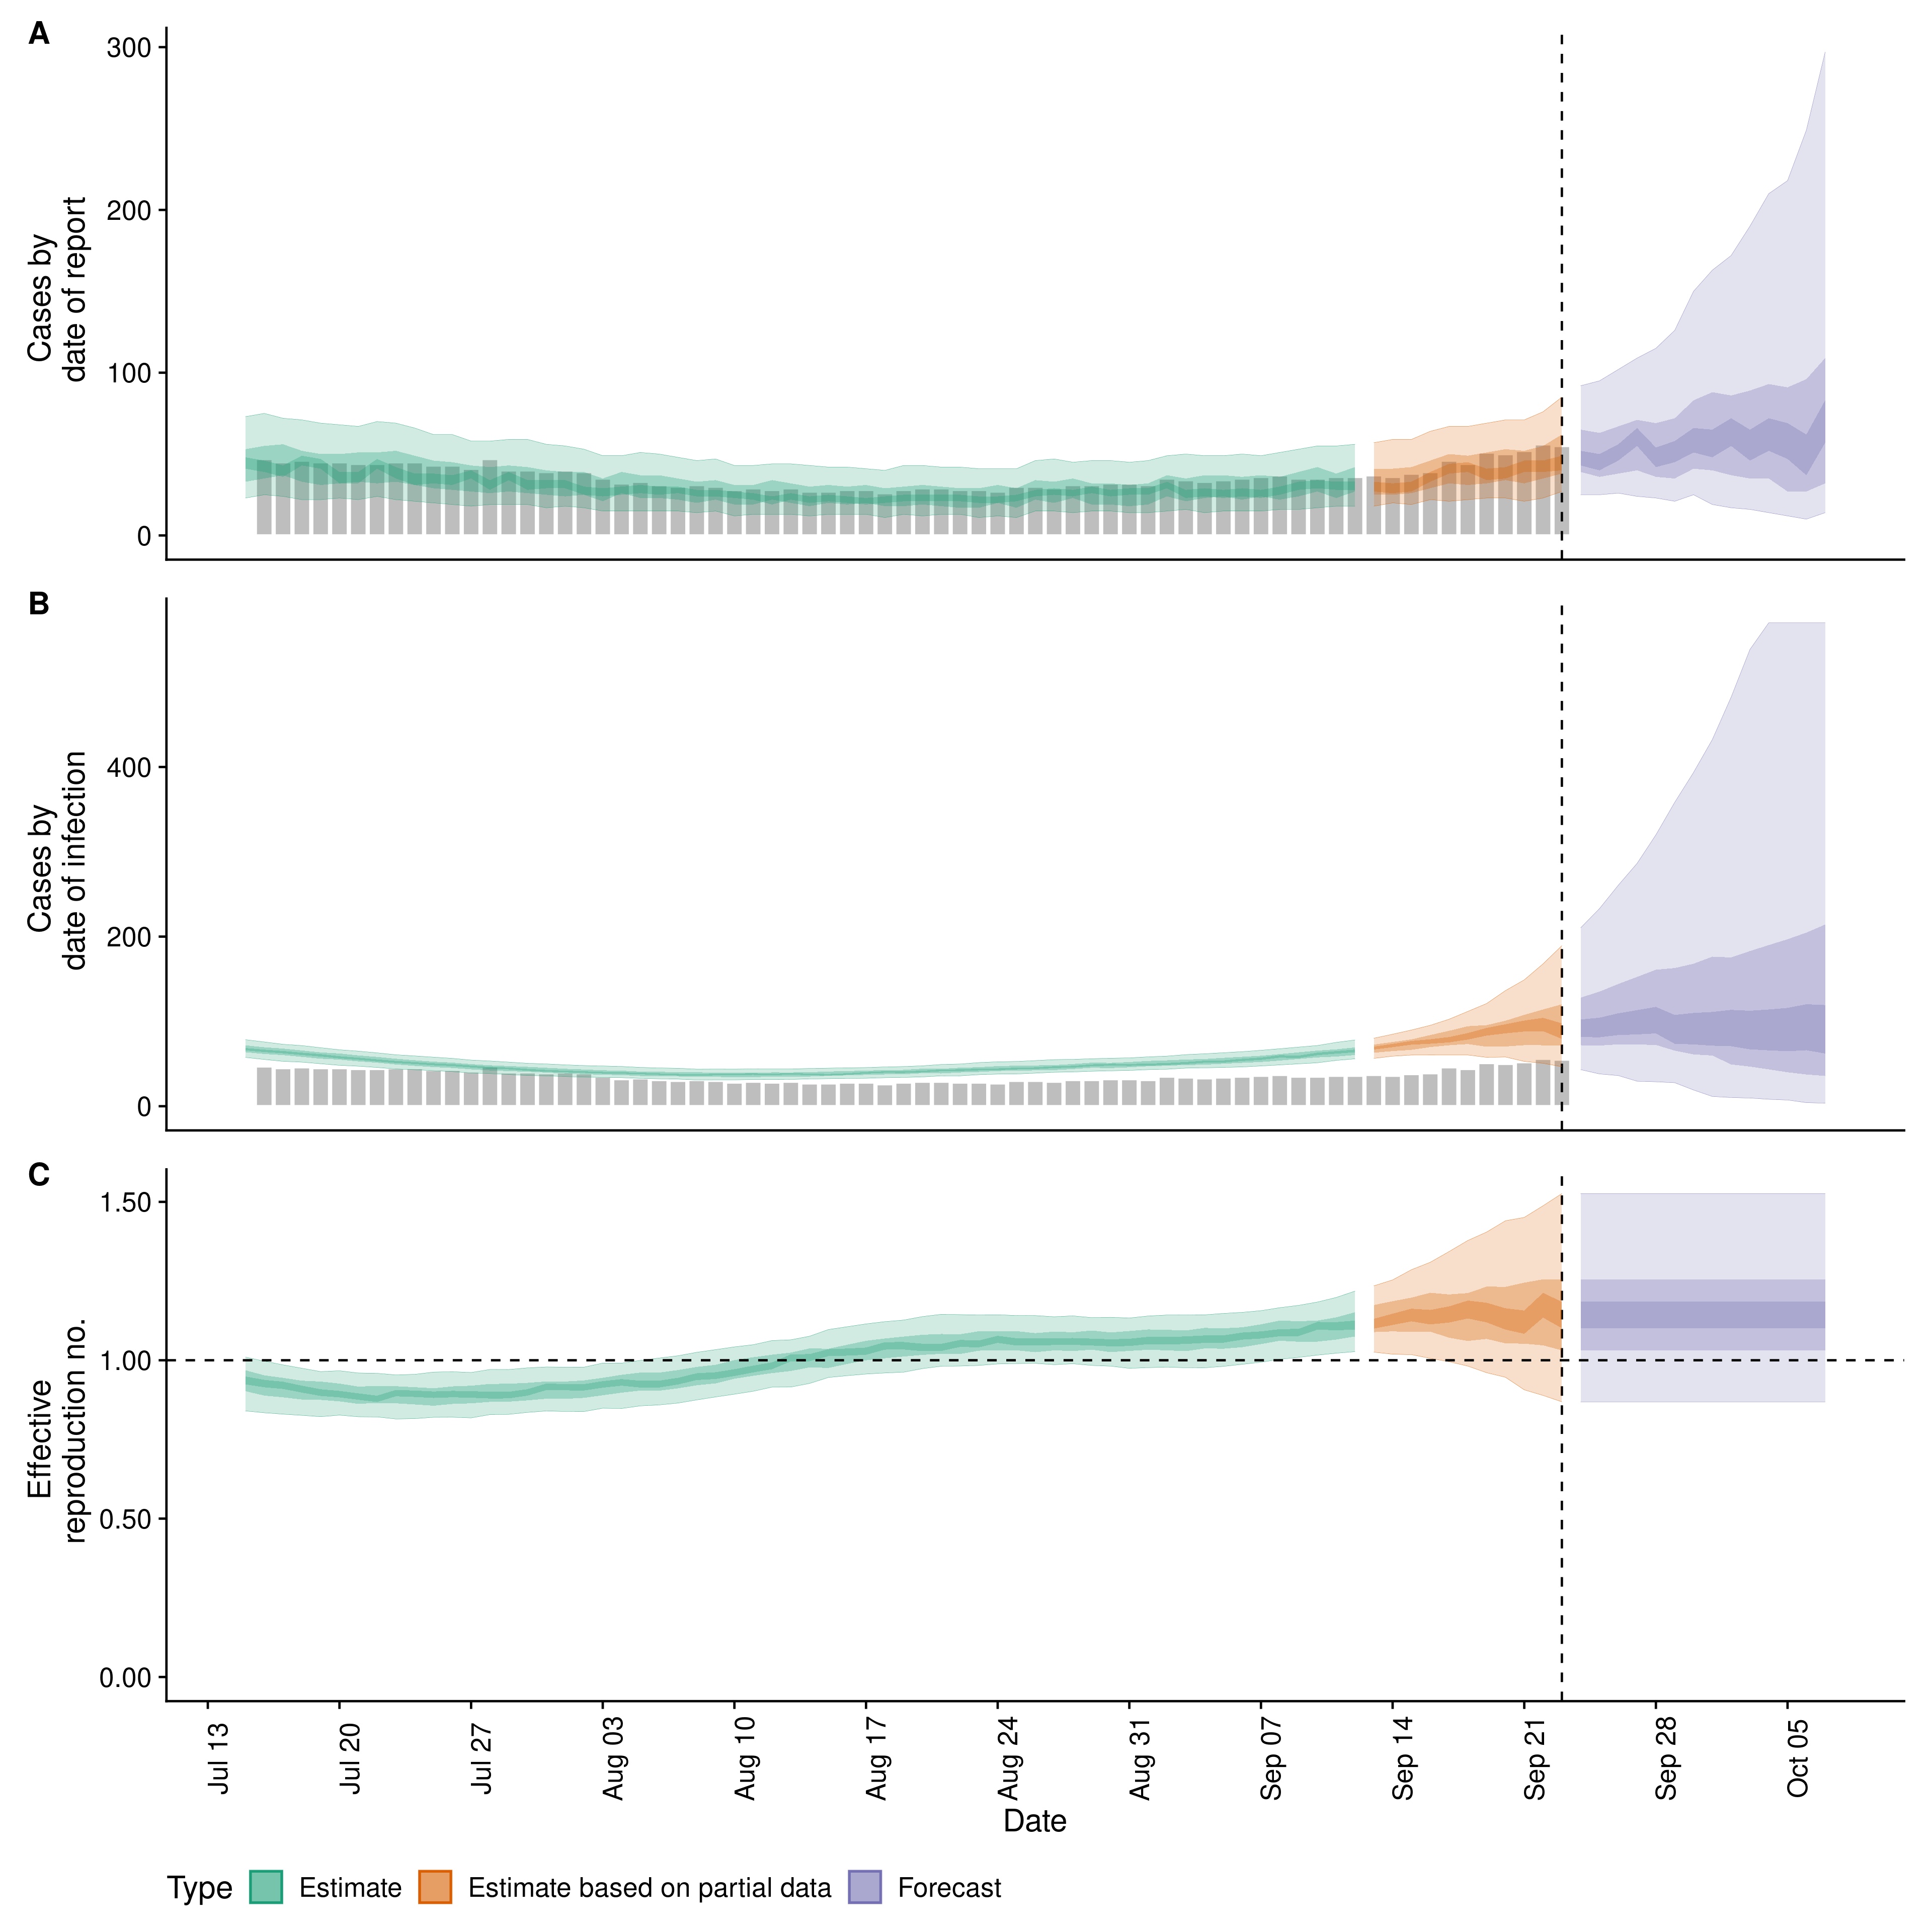 A
300
200
100
0
Cases by
date of report
B
400
200
0
Cases by
date of infection
C
1.50
1.00
0.50
0.00
Effective
reproduction no.
Jul 13
Jul 20
Jul 27
Aug 03
Aug 10
Aug 17
Aug 24
Aug 31
Sep 07
Sep 14
Sep 21
Sep 28
Oct 05
Date
Type Estimate Estimate based on partial data Forecast